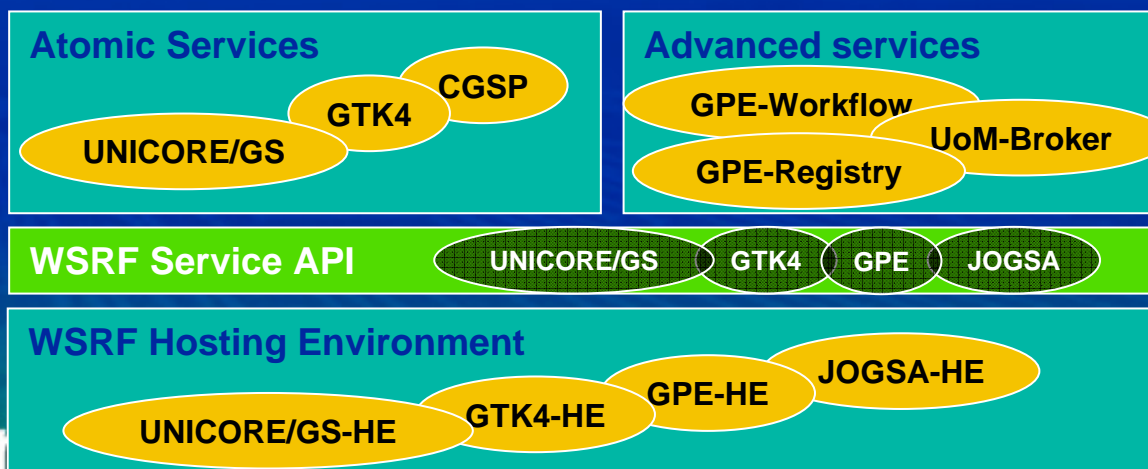 Atomic Services
CGSP
GTK4
UNICORE/GS
Advanced services
GPE-Workflow
UoM-Broker
GPE-Registry
WSRF Service API
UNICORE/GS
GTK4
GPE
JOGSA
WSRF Hosting Environment
JOGSA-HE
GPE-HE
GTK4-HE
UNICORE/GS-HE